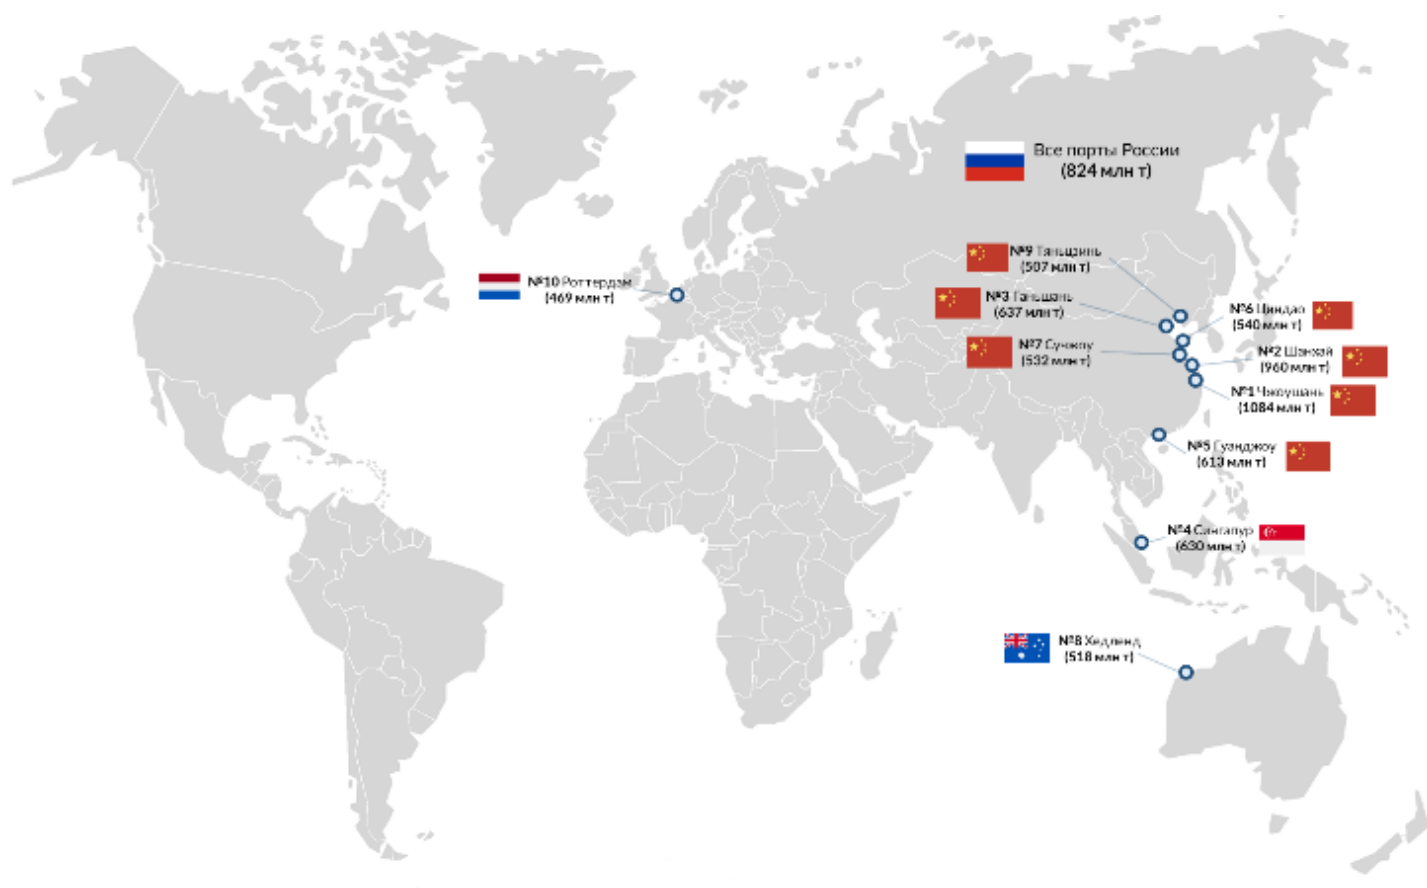 Все порты России
(824 млн т)
№9 Тяньцзинь
(507 млн т)
№10 Роттердам
(469 млн т)
№3 Таньшань
(637 млн т)
№6 Циндао
(540 млн т)
№7 Сучжоу
(532 млн т)
№2 Шанхай
(960 млн т)
№1 Чжоушань
(1084 млн т)
№5 Гуанджоу
(613 млн т)
№4 Сингапур
(630 млн т)
№8 Хедленд
(518 млн т)